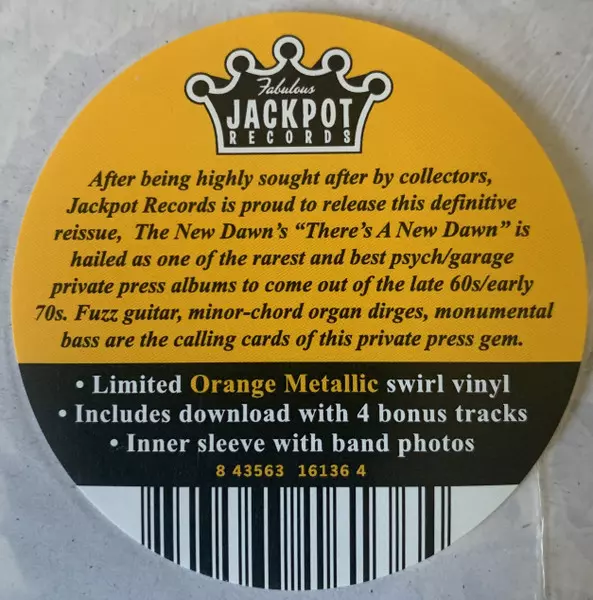 Fabulous
JACKPOT
RECORDS
After being highly sought after by collectors,
Jackpot Records is proud to release this definitive
reissue, The New Dawn's “There's A New Dawn” is
hailed as one of the rarest and best psych/garage
private press albums to come out of the late 60s/early
70s. Fuzz guitar, minor-chord organ dirges, monumental
bass are the calling cards of this private press gem.
• Limited Orange Metallic swirl vinyl
• Includes download with 4 bonus tracks
• Inner sleeve with band photos
8 43563 16136 4